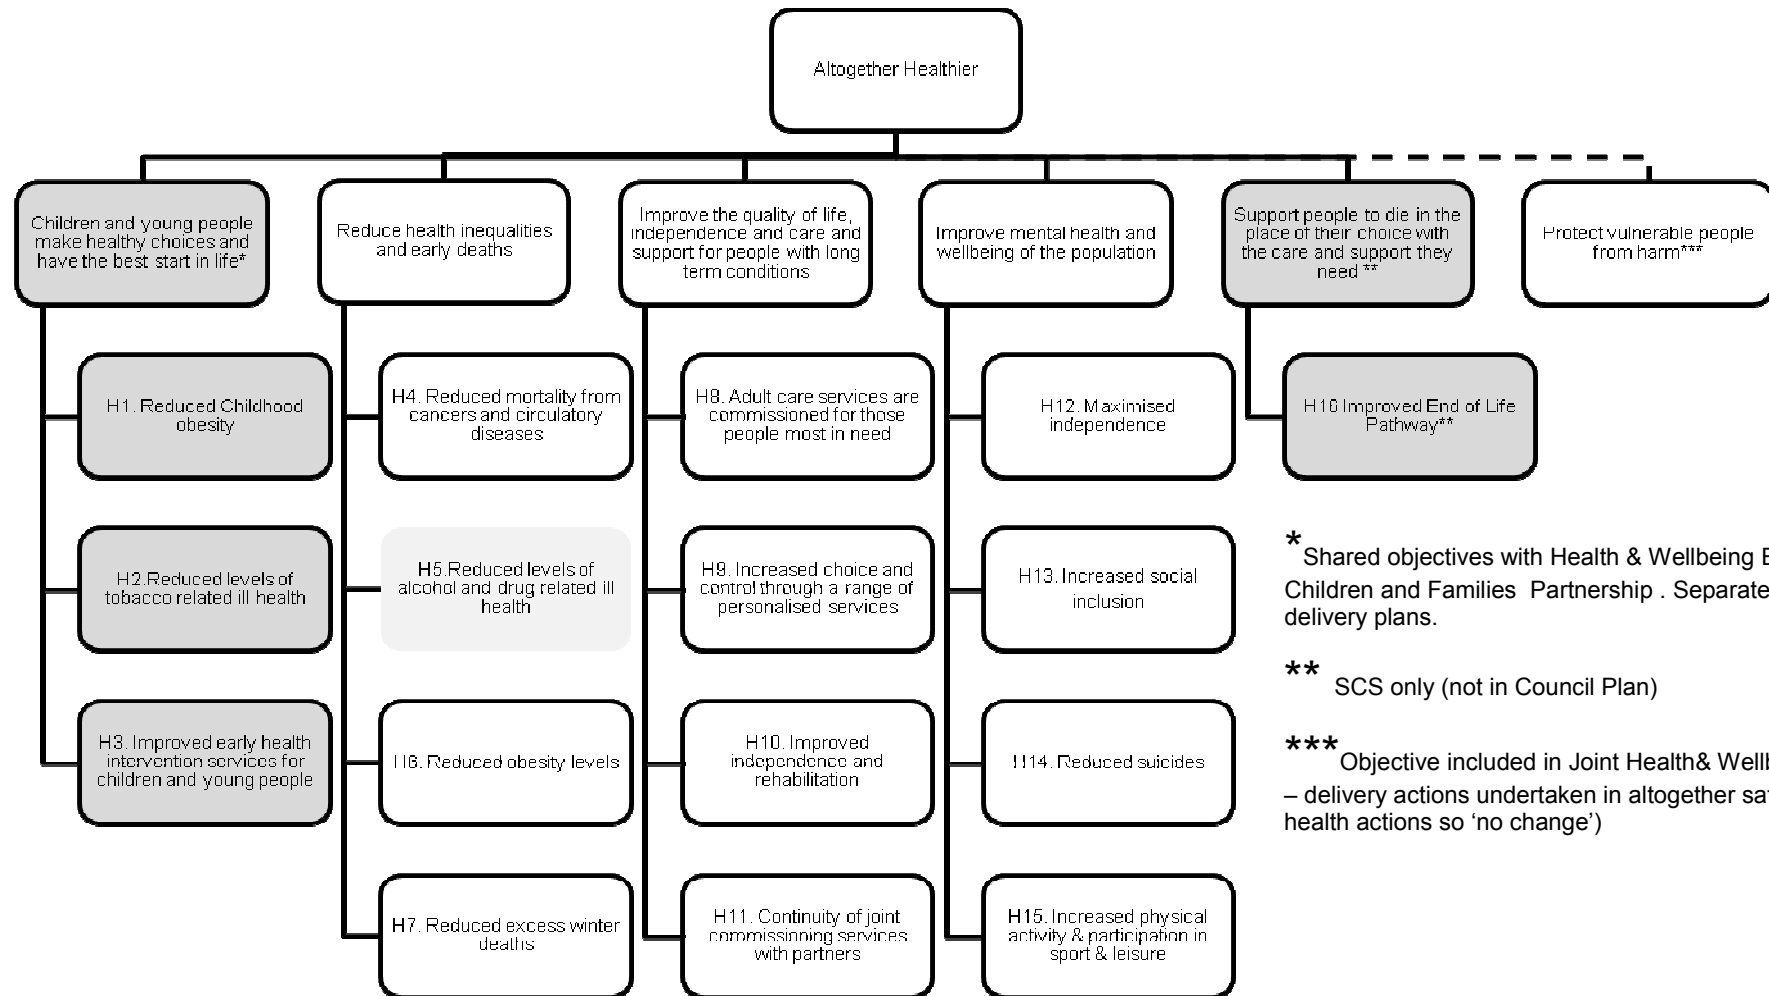 Altogether Healthier
Children and young people
make healthy choices and
have the best start in life*
Reduce health inequalities
and early deaths
Improve the quality of life,
independence and care and
support for people with long
term conditions
Improve mental health and
wellbeing of the population
Support people to die in the
place of their choice with
the care and support they
need **
Protect vulnerable people
from harm***
H1. Reduced Childhood
obesity
H2.Reduced levels of
tobacco related ill health
H3. Improved early health
intervention services for
children and young people
H4. Reduced mortality from
cancers and circulatory
diseases
H5.Reduced levels of
alcohol and drug related ill
health
H6. Reduced obesity levels
H7. Reduced excess winter
deaths
H8. Adult care services are
commissioned for those
people most in need
H9. Increased choice and
control through a range of
personalised services
H10. Improved
independence and
rehabilitation
H11. Continuity of joint
commissioning services
with partners
H12. Maximised
independence
H13. Increased social
inclusion
H14. Reduced suicides
H15. Increased physical
activity & participation in
sport & leisure
H16 Improved End of Life
Pathway**
*Shared objectives with Health & Wellbeing
Children and Families Partnership . Separate
delivery plans.
** SCS only (not in Council Plan)
***Objective included in Joint Health&
– delivery actions undertaken in altogether
health actions so ‘no change’)